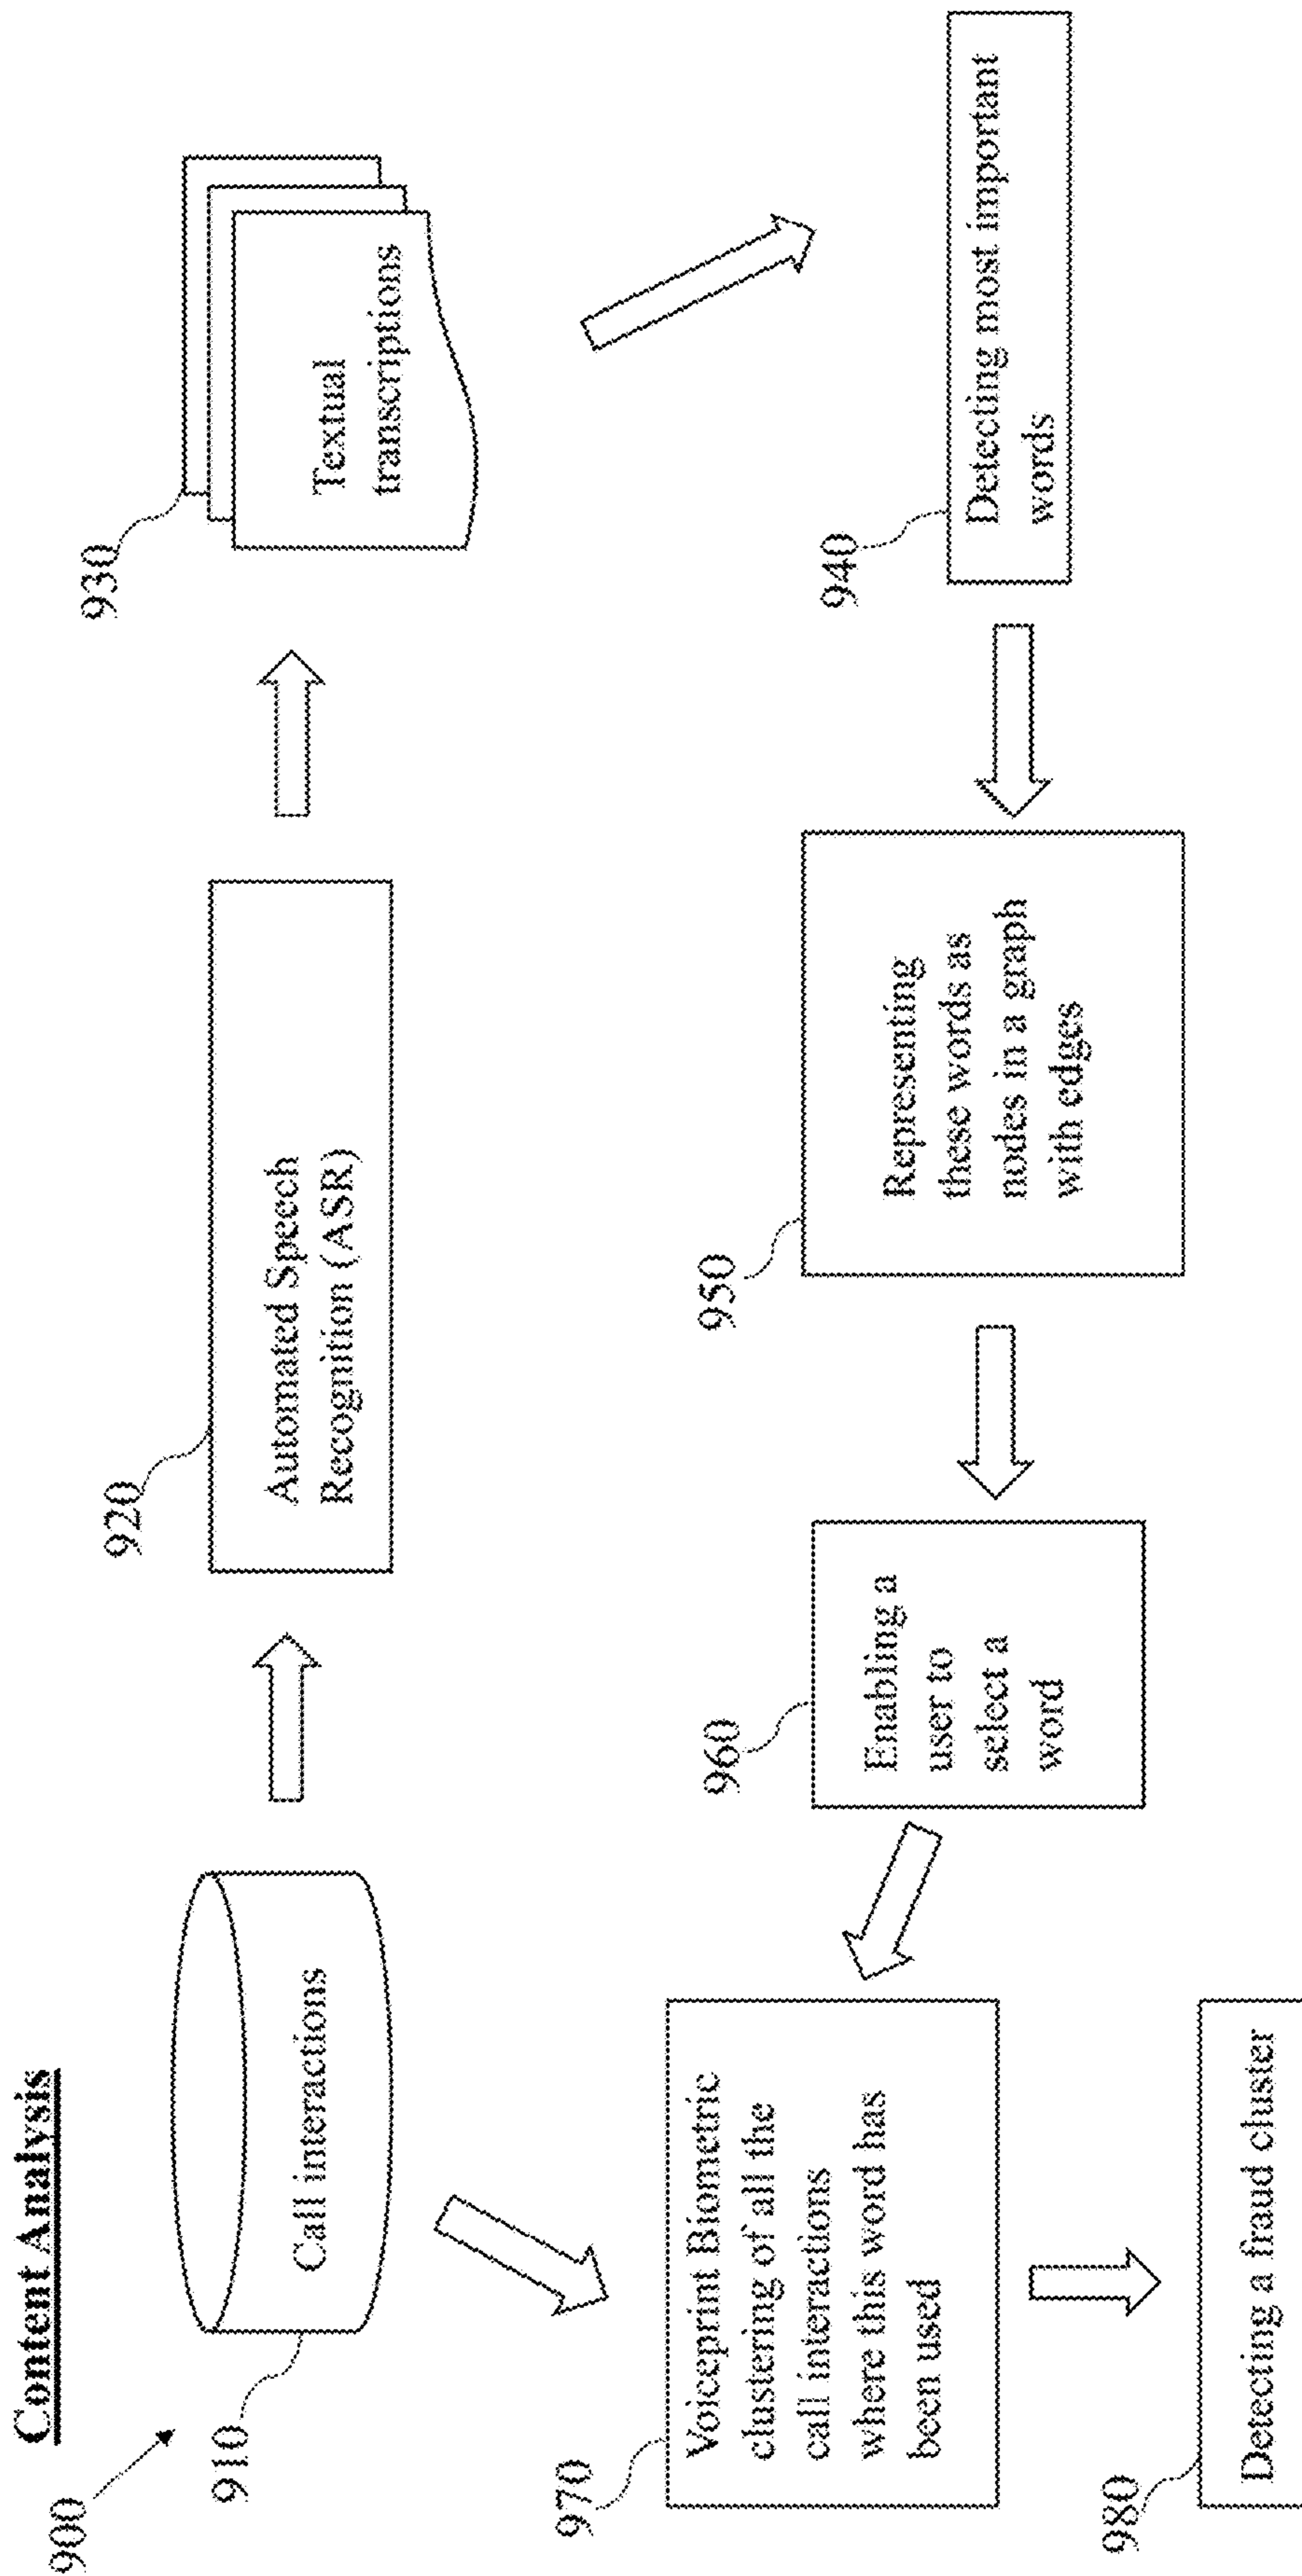 Content Analysis
900
910
Call interactions
920
Automated Speech
Recognition (ASR)
930
Textual
transcriptions
940
Detecting most important
words
950
Representing
these words as
nodes in a graph
with edges
960
Enabling a
user to
select a
word
970
Voiceprint Biometric
clustering of all the
call interactions
where this word has
been used
980
Detecting a fraud cluster